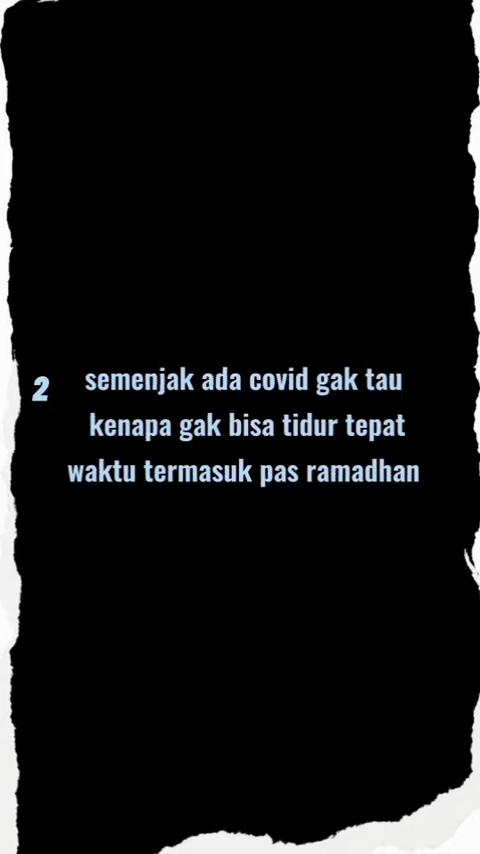 2 semenjak ada covid gak tau
kenapa gak bisa tidur tepat
waktu termasuk pas ramadhan